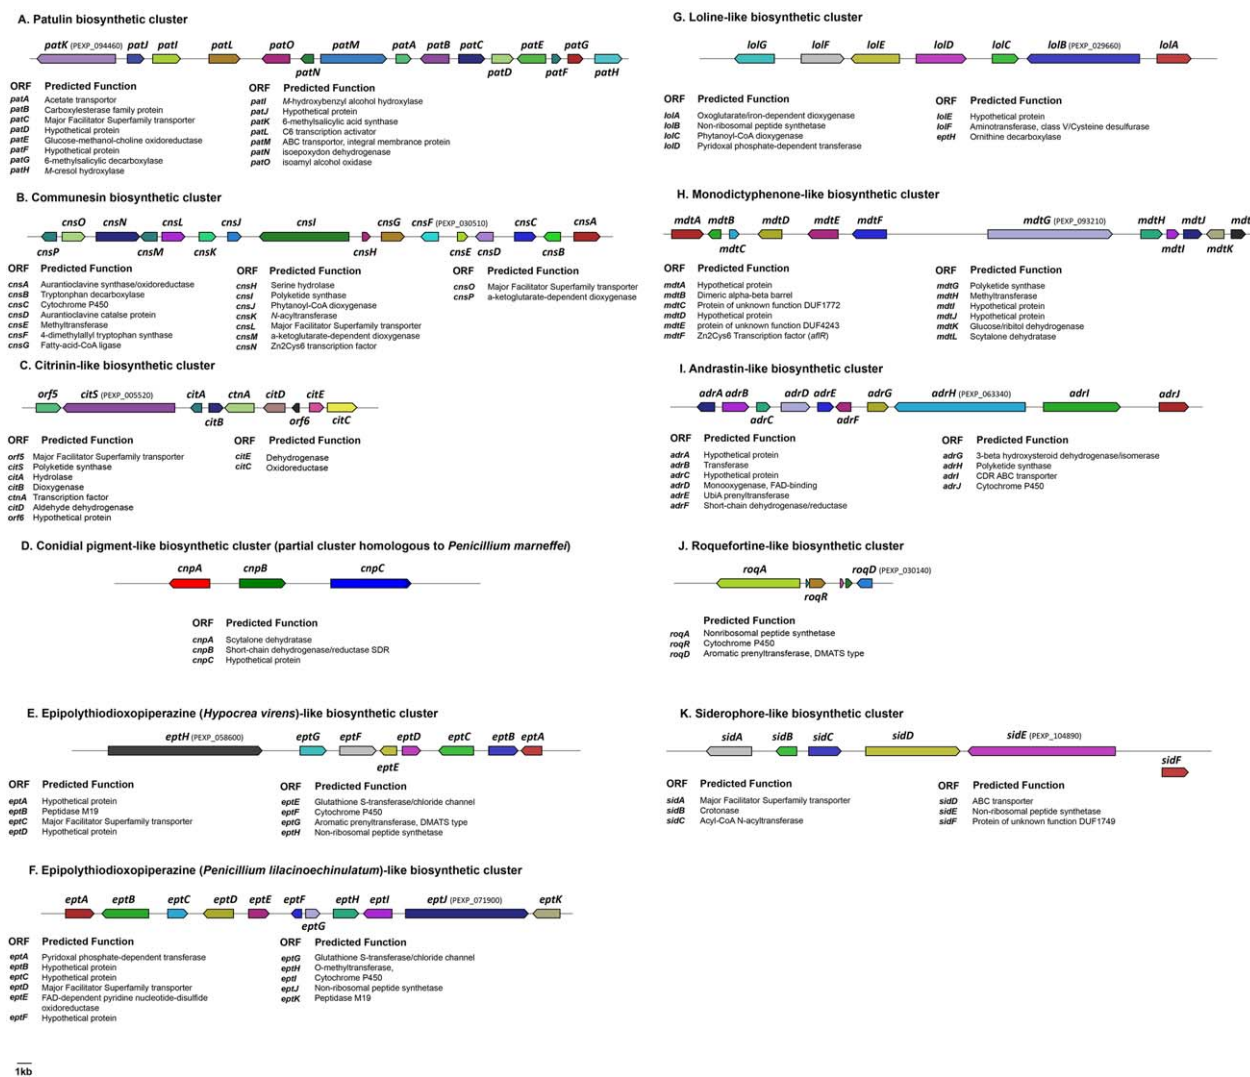 A. Patulin biosynthetic cluster
patK (PEXP_094460) patJ patI patL patO patM patA patB patC patE patG
patN patD patF patH
ORF Predicted Function
patA Acetate transportor
patB Carboxylesterase family protein
patC Major Facilitator Superfamily transporter
patD Hypothetical protein
patE Glucose-methanol-choline oxidoreductase
patF Hypothetical protein
patG 6-methylsalicylic decarboxylase
patH M-cresol hydroxylase
ORF Predicted Function
patI M-hydroxybenzyl alcohol hydroxylase
patJ Hypothetical protein
patK 6-methylsalicylic acid synthase
patL C6 transcription activator
patM ABC transportor, integral membrance protein
patN isoepoxydon dehydrogenase
patO isoamyl alcohol oxidase
B. Communesin biosynthetic cluster
cnsO cnsN cnsL cnsJ cnsI cnsG cnsF (PEXP_030510) cnsC cnsA
cnsP cnsM cnsK cnsH cnsE cnsD cnsB
ORF Predicted Function
cnsA Aurantioclavine synthase/oxidoreductase
cnsB Tryptonphan decarboxylase
cnsC Cytochrome P450
cnsD Aurantioclavine catalse protein
cnsE Methyltransferase
cnsF 4-dimethylallyl tryptophan synthase
cnsG Fatty-acid-CoA ligase
ORF Predicted Function
cnsH Serine hydrolase
cnsI Polyketide synthase
cnsJ Phytanoyl-CoA dioxygenase
cnsK N-acyltransferase
cnsL Major Facilitator Superfamily transporter
cnsM a-ketoglutarate-dependent dioxygenase
cnsN Zn2Cys6 transcription factor
ORF Predicted Function
cnsO Major Facilitator Superfamily transporter
cnsP a-ketoglutarate-dependent dioxygenase
C. Citrinin-like biosynthetic cluster
orf5 citS (PEXP_005520) citA ctnA citD citE
citB orf6 citC
ORF Predicted Function
orf5 Major Facilitator Superfamily transporter
citS Polyketide synthase
citA Hydrolase
citB Dioxygenase
ctnA Transcription factor
citD Aldehyde dehydrogenase
orf6 Hypothetical protein
ORF Predicted Function
citE Dehydrogenase
citC Oxidoreductase
D. Conidial pigment-like biosynthetic cluster (partial cluster homologous to Penicillium marneffei)
cnpA cnpB cnpC
ORF Predicted Function
cnpA Scytalone dehydratase
cnpB Short-chain dehydrogenase/reductase SDR
cnpC Hypothetical protein
E. Epipolythiodioxopiperazine (Hypocrea virens)-like biosynthetic cluster
eptH (PEXP_058600) eptG eptF eptD eptC eptB eptA
eptE
ORF Predicted Function
eptA Hypothetical protein
eptB Peptidase M19
eptC Major Facilitator Superfamily transporter
eptD Hypothetical protein
ORF Predicted Function
eptE Glutathione S-transferase/chloride channel
eptF Cytochrome P450
eptG Aromatic prenyltransferase, DMATS type
eptH Non-ribosomal peptide synthetase
F. Epipolythiodioxopiperazine (Penicillium lilacinoechinulatum)-like biosynthetic cluster
eptA eptB eptC eptD eptE eptF eptH eptI eptJ (PEXP_071900) eptK
eptG
ORF Predicted Function
eptA Pyridoxal phosphate-dependent transferase
eptB Hypothetical protein
eptC Hypothetical protein
eptD Major Facilitator Superfamily transporter
eptE FAD-dependent pyridine nucleotide-disulfide
oxidoreductase
eptF Hypothetical protein
ORF Predicted Function
eptG Glutathione S-transferase/chloride channel
eptH O-methyltransferase,
eptI Cytochrome P450
eptJ Non-ribosomal peptide synthetase
eptK Peptidase M19
1kb
G. Loline-like biosynthetic cluster
lolG lolF lolE lolD lolC lolB (PEXP_029660) lolA
ORF Predicted Function
lolA Oxoglutarate/iron-dependent dioxygenase
lolB Non-ribosomal peptide synthetase
lolC Phytanoyl-CoA dioxygenase
lolD Pyridoxal phosphate-dependent transferase
ORF Predicted Function
lolE Hypothetical protein
lolF Aminotransferase, class V/Cysteine desulfurase
eptH Ornithine decarboxylase
H. Monodictyphenone-like biosynthetic cluster
mdtA mdtB mdtD mdtE mdtF mdtG (PEXP_093210) mdtH mdtJ mdt
mdtC mdtI mdtK
ORF Predicted Function
mdtA Hypothetical protein
mdtB Dimeric alpha-beta barrel
mdtC Protein of unknown function DUF1772
mdtD Hypothetical protein
mdtE protein of unknown function DUF4243
mdtF Zn2Cys6 Transcription factor (aflR)
ORF Predicted Function
mdtG Polyketide synthase
mdtH Methyltransferase
mdtI Hypothetical protein
mdtJ Hypothetical protein
mdtK Glucose/ribitol dehydrogenase
mdtL Scytalone dehydratase
I. Andrastin-like biosynthetic cluster
adrA adrB adrD adrE adrG adrH (PEXP_063340) adrI adrJ
adrC adrF
ORF Predicted Function
adrA Hypothetical protein
adrB Transferase
adrC Hypothetical protein
adrD Monooxygenase, FAD-binding
adrE UbiA prenyltransferase
adrF Short-chain dehydrogenase/reductase
ORF Predicted Function
adrG 3-beta hydroxysteroid dehydrogenase/isomerase
adrH Polyketide synthase
adrI CDR ABC transporter
adrJ Cytochrome P450
J. Roquefortine-like biosynthetic cluster
roqA roqD (PEXP_030140)
roqR
Predicted Function
roqA Nonribosomal peptide synthetase
roqR Cytochrome P450
roqD Aromatic prenyltransferase, DMATS type
K. Siderophore-like biosynthetic cluster
sidA sidB sidC sidD sidE (PEXP_104890)
sidF
ORF Predicted Function
sidA Major Facilitator Superfamily transporter
sidB Crotonase
sidC Acyl-CoA N-acyltransferase
ORF Predicted Function
sidD ABC transporter
sidE Non-ribosomal peptide synthetase
sidF Protein of unknown function DUF1749